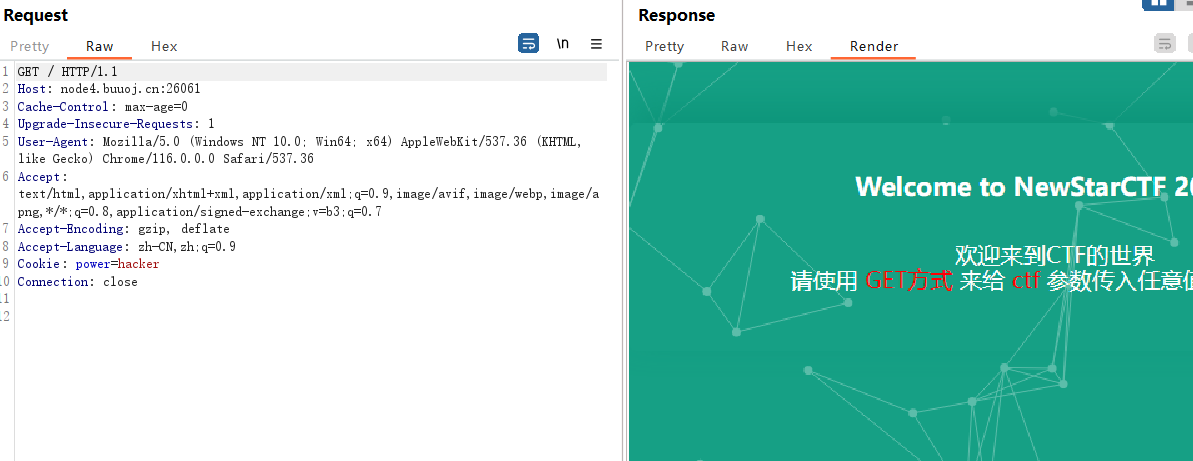 Request
Pretty Raw Hex
\n
1 GET / HTTP/1.1
2 Host: node4.buuoj.cn:26061
3 Cache-Control: max-age=0
4 Upgrade-Insecure-Requests: 1
5 User-Agent: Mozilla/5.0 (Windows NT 10.0; Win64; x64) AppleWebKit/537.36 (KHTML,
like Gecko) Chrome/116.0.0.0 Safari/537.36
6 Accept:
text/html,application/xhtml+xml,application/xml;q=0.9,image/avif,image/webp,image/a
png,*/*;q=0.8,application/signed-exchange;v=b3;q=0.7
7 Accept-Encoding: gzip, deflate
8 Accept-Language: zh-CN,zh;q=0.9
9 Cookie: power=hacker
10 Connection: close
11
12
Response
Pretty Raw Hex Render
Welcome to NewStarCTF 20
欢迎来到CTF的世界
请使用 GET方式 来给 ctf 参数传入任意值